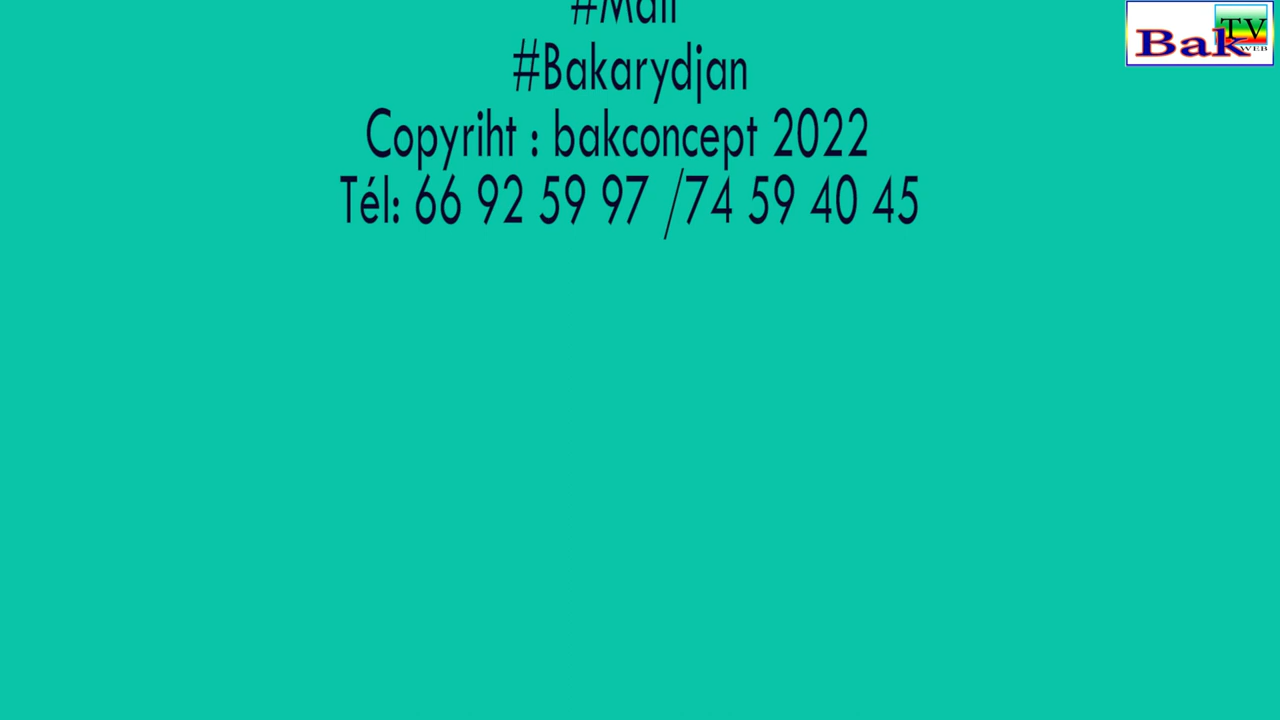 #Mali
#Bakarydjan
Copyriht : bakconcept 2022
Tél: 66 92 59 97 /74 59 40 45
Bak TV
WEB